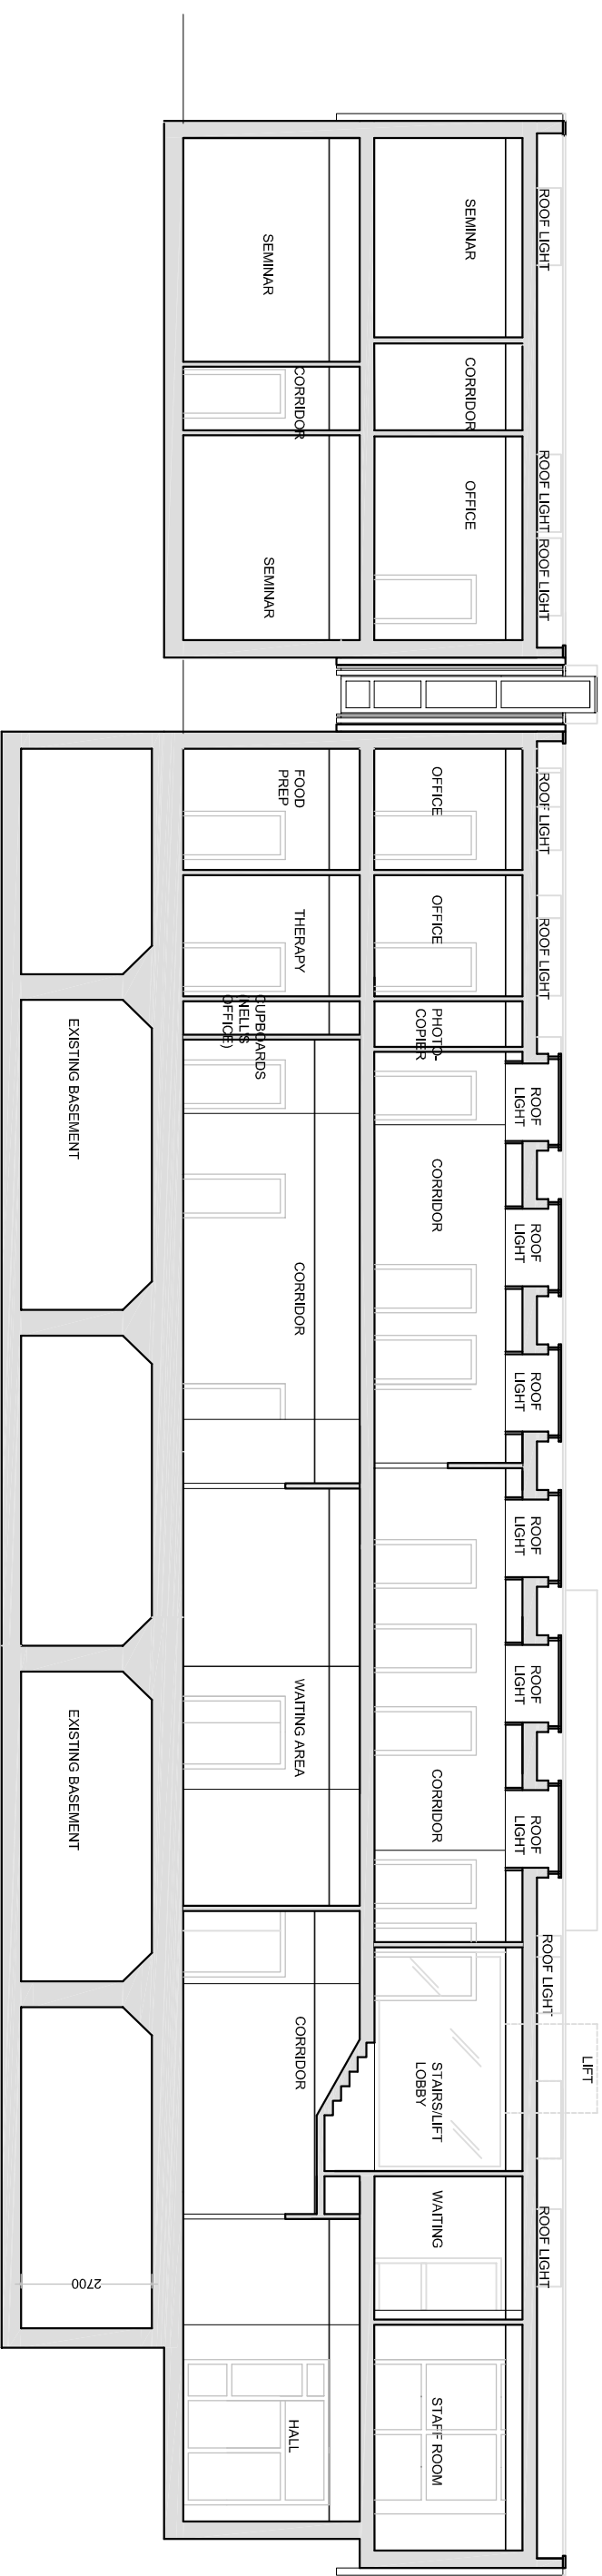 ROOF LIGHT
SEMINAR
SEMINAR
CORRIDOR
CORRIDOR
ROOF LIGHT
ROOF LIGHT
OFFICE
SEMINAR
ROOF LIGHT
OFFICE
FOOD
PREP
ROOF LIGHT
OFFICE
THERAPY
PHOTO-
COPIER
CUPBOARDS
(NELL'S
OFFICE)
ROOF
LIGHT
ROOF
LIGHT
ROOF
LIGHT
ROOF
LIGHT
ROOF
LIGHT
ROOF
LIGHT
CORRIDOR
CORRIDOR
EXISTING BASEMENT
WAITING AREA
CORRIDOR
EXISTING BASEMENT
ROOF LIGHT
LIFT
STAIRS/LIFT
LOBBY
CORRIDOR
ROOF LIGHT
WAITING
2700
STAFF ROOM
HALL